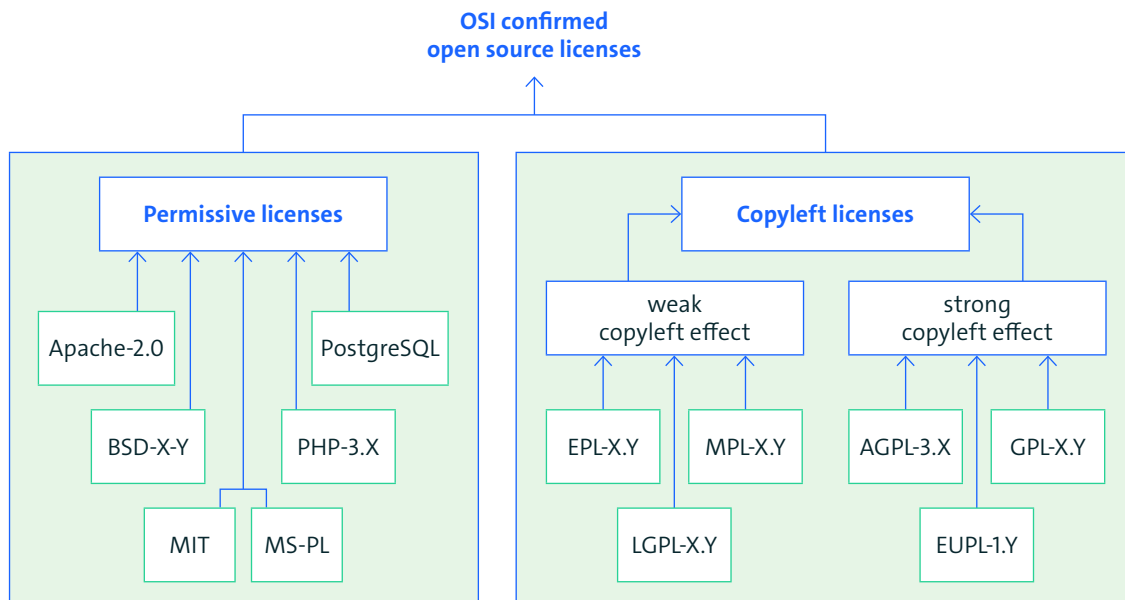 OSI confirmed
open source licenses
Permissive licenses
Copyleft licenses
weak
copyleft effect
strong
copyleft effect
Apache-2.0
PostgreSQL
BSD-X-Y
PHP-3.X
EPL-X.Y
MPL-X.Y
AGPL-3.X
GPL-X.Y
MIT
MS-PL
LGPL-X.Y
EUPL-1.Y